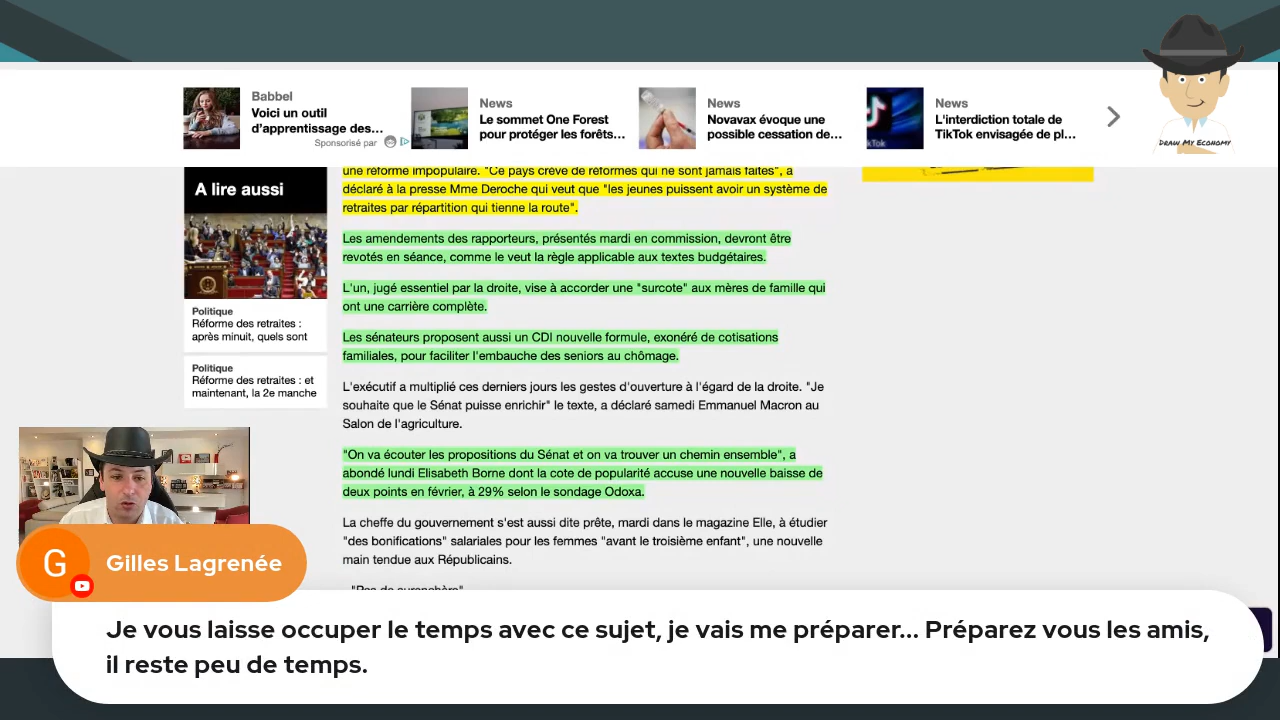 Babbel
Voici un outil
d'apprentissage des...
Sponsorisé par
News
Le sommet One Forest
pour protéger les forêts...
News
Novavax évoque une
possible cessation de...
TikTok
News
L'interdiction totale de
TikTok envisagée de pl...
DRAW MY ECONOMY
A lire aussi
Politique
Réforme des retraites :
après minuit, quels sont
Politique
Réforme des retraites : et
maintenant, la 2e manche
une réforme impopulaire. "Ce pays crève de réformes qui ne sont jamais faites", a
déclaré à la presse Mme Deroche qui veut que "les jeunes puissent avoir un système de
retraites par répartition qui tienne la route".
Les amendements des rapporteurs, présentés mardi en commission, devront être
revotés en séance, comme le veut la règle applicable aux textes budgétaires.
L'un, jugé essentiel par la droite, vise à accorder une "surcote" aux mères de famille qui
ont une carrière complète.
Les sénateurs proposent aussi un CDI nouvelle formule, exonéré de cotisations
familiales, pour faciliter l'embauche des seniors au chômage.
L'exécutif a multiplié ces derniers jours les gestes d'ouverture à l'égard de la droite. "Je
souhaite que le Sénat puisse enrichir" le texte, a déclaré samedi Emmanuel Macron au
Salon de l'agriculture.
"On va écouter les propositions du Sénat et on va trouver un chemin ensemble", a
abondé lundi Elisabeth Borne dont la cote de popularité accuse une nouvelle baisse de
deux points en février, à 29% selon le sondage Odoxa.
La cheffe du gouvernement s'est aussi dite prête, mardi dans le magazine Elle, à étudier
"des bonifications" salariales pour les femmes "avant le troisième enfant", une nouvelle
main tendue aux Républicains.
"Pas de surenchère"
G
Gilles Lagrenée
Je vous laisse occuper le temps avec ce sujet, je vais me préparer... Préparez vous les amis,
il reste peu de temps.